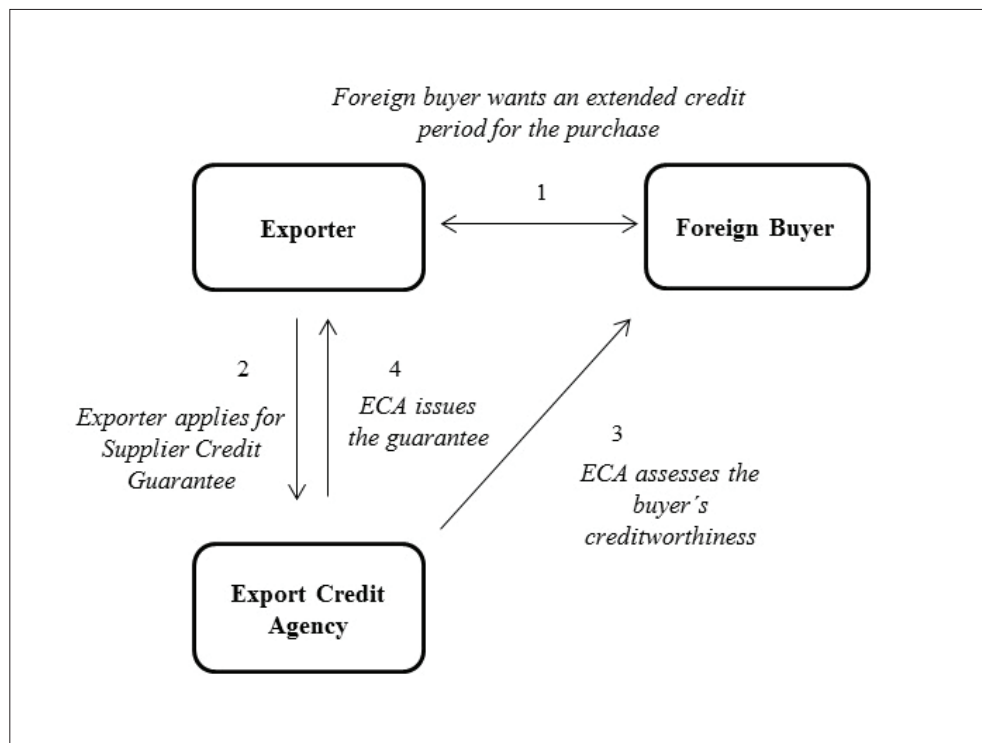 Foreign buyer wants an extended credit
period for the purchase
1
Exporter
Foreign Buyer
2
Exporter applies for
Supplier Credit
Guarantee
4
ECA issues
the guarantee
3
ECA assesses the
buyer´s
creditworthiness
Export Credit
Agency